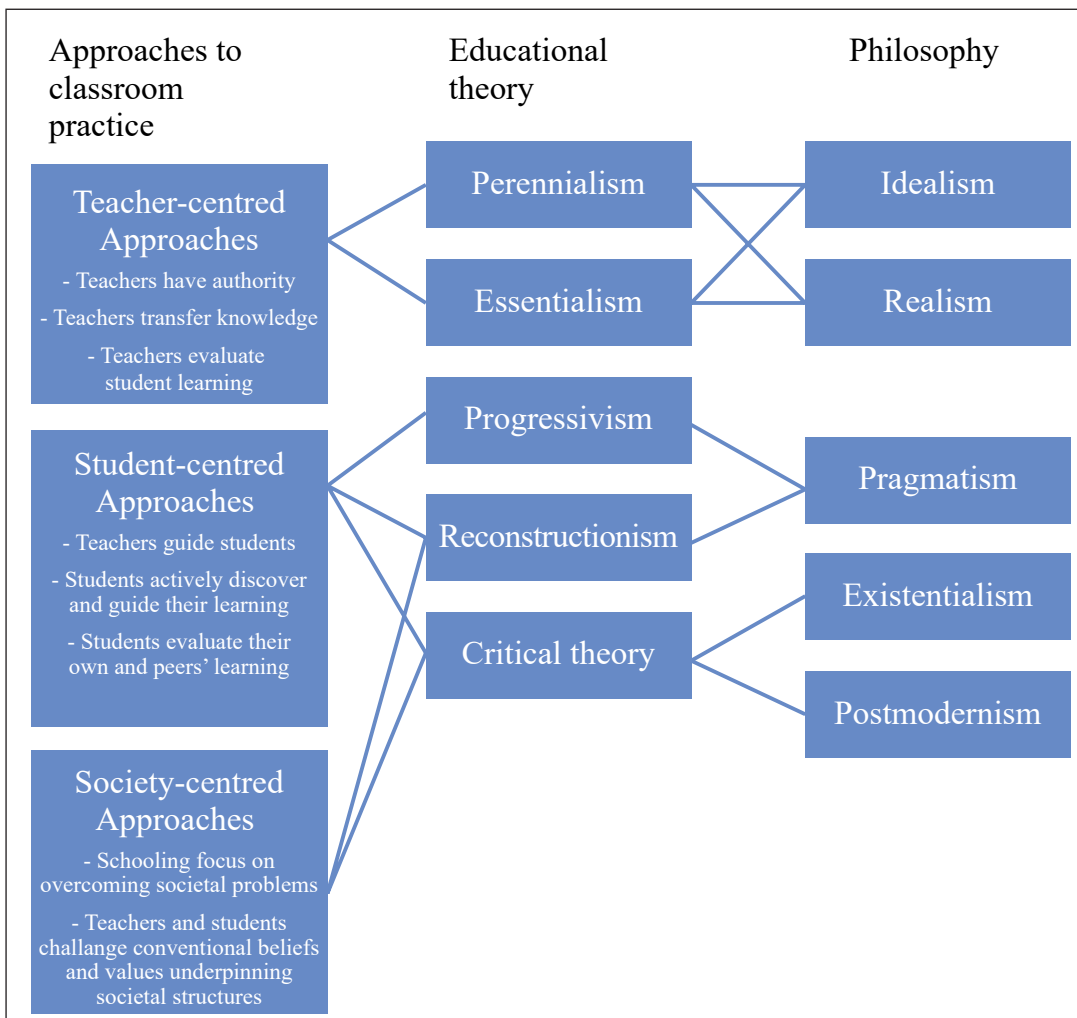 Approaches to
classroom
practice
Educational
theory
Philosophy
Teacher-centred
Approaches
- Teachers have authority
- Teachers transfer knowledge
- Teachers evaluate
student learning
Student-centred
Approaches
- Teachers guide students
- Students actively discover
and guide their learning
- Students evaluate their
own and peers’ learning
Society-centred
Approaches
- Schooling focus on
overcoming societal problems
- Teachers and students
challange conventional beliefs
and values underpinning
societal structures
Perennialism
Essentialism
Progressivism
Reconstructionism
Critical theory
Idealism
Realism
Pragmatism
Existentialism
Postmodernism